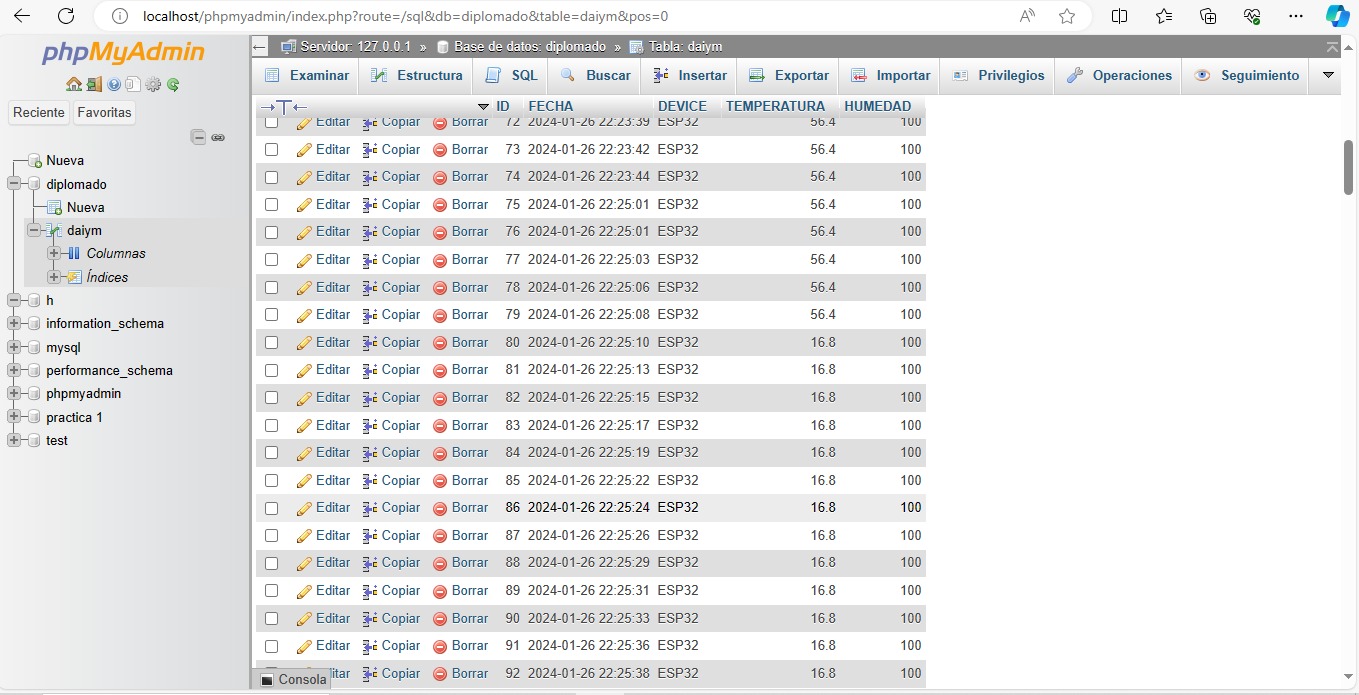 localhost/phpmyadmin/index.php?route=/sql&db=diplomado&table=daiym&pos=0
phpMyAdmin
Reciente Favoritas
Nueva
diplomado
Nueva
daiym
Columnas
Índices
h
information_schema
mysql
performance_schema
phpmyadmin
practica 1
test
Servidor: 127.0.0.1 » Base de datos: diplomado » Tabla: daiym
Examinar Estructura SQL Buscar Insertar Exportar Importar Privilegios Operaciones Seguimiento
ID FECHA DEVICE TEMPERATURA HUMEDAD
Editar Copiar Borrar 72 2024-01-26 22:23:39 ESP32 56.4 100
Editar Copiar Borrar 73 2024-01-26 22:23:42 ESP32 56.4 100
Editar Copiar Borrar 74 2024-01-26 22:23:44 ESP32 56.4 100
Editar Copiar Borrar 75 2024-01-26 22:25:01 ESP32 56.4 100
Editar Copiar Borrar 76 2024-01-26 22:25:01 ESP32 56.4 100
Editar Copiar Borrar 77 2024-01-26 22:25:03 ESP32 56.4 100
Editar Copiar Borrar 78 2024-01-26 22:25:06 ESP32 56.4 100
Editar Copiar Borrar 79 2024-01-26 22:25:08 ESP32 56.4 100
Editar Copiar Borrar 80 2024-01-26 22:25:10 ESP32 16.8 100
Editar Copiar Borrar 81 2024-01-26 22:25:13 ESP32 16.8 100
Editar Copiar Borrar 82 2024-01-26 22:25:15 ESP32 16.8 100
Editar Copiar Borrar 83 2024-01-26 22:25:17 ESP32 16.8 100
Editar Copiar Borrar 84 2024-01-26 22:25:19 ESP32 16.8 100
Editar Copiar Borrar 85 2024-01-26 22:25:22 ESP32 16.8 100
Editar Copiar Borrar 86 2024-01-26 22:25:24 ESP32 16.8 100
Editar Copiar Borrar 87 2024-01-26 22:25:26 ESP32 16.8 100
Editar Copiar Borrar 88 2024-01-26 22:25:29 ESP32 16.8 100
Editar Copiar Borrar 89 2024-01-26 22:25:31 ESP32 16.8 100
Editar Copiar Borrar 90 2024-01-26 22:25:33 ESP32 16.8 100
Editar Copiar Borrar 91 2024-01-26 22:25:36 ESP32 16.8 100
itar Copiar Borrar 92 2024-01-26 22:25:38 ESP32 16.8 100
Consola